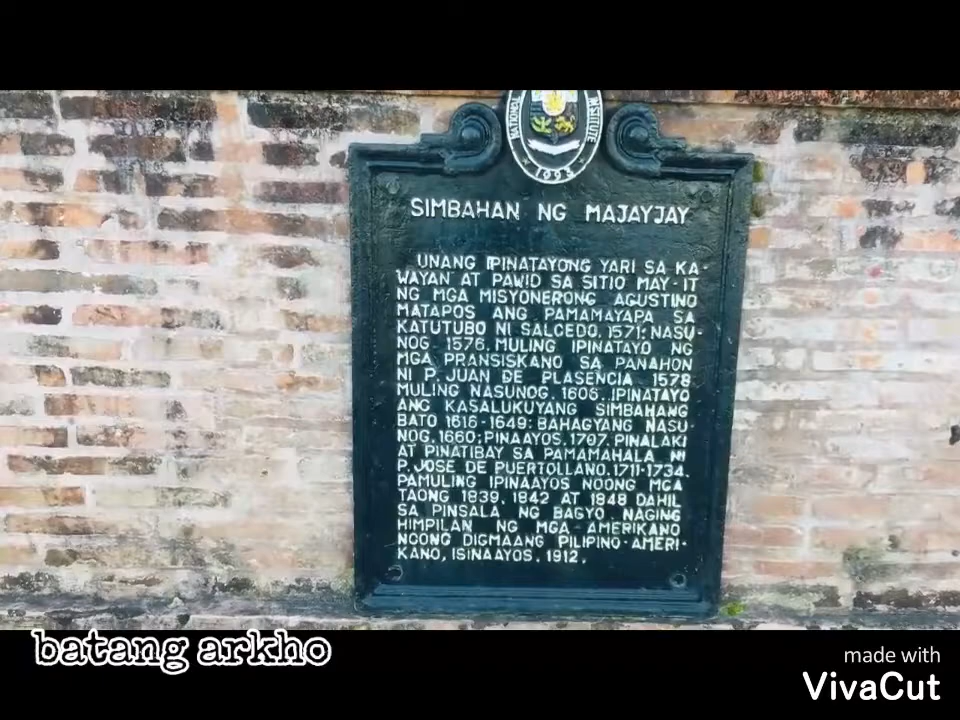 NATIONAL
INSTITUTE
1993
SIMBAHAN NG MAJAYJAY
UNANG IPINATAYONG YARI SA KA-
WAYAN AT PAWID SA SITIO MAY-IT
NG MGA MISYONERONG AGUSTINO
MATAPOS ANG PAMAMAYAPA SA
KATUTUBO NI SALCEDO, 1571; NASU-
NOG 1576. MULING IPINATAYO NG
MGA PRANSISKANO SA PANAHON
NI P. JUAN DE PLASENCIA 1578
MULING NASUNOG, 1606. IPINATAYO
ANG KASALUKUYANG SIMBAHANG
BATO 1616-1649: BAHAGYANG NASU-
NOG, 1660; PINAAYOS, 1707. PINALAKI
AT PINATIBAY SA PAMAMAHALA NI
P. JOSE DE PUERTOLLANO, 1711-1734.
PAMULING IPINAAYOS NOONG MGA
TAONG 1839, 1842 AT 1848 DAHIL
SA PINSALA NG BAGYO. NAGING
HIMPILAN NG MGA AMERIKANO
NOONG DIGMAANG PILIPINO-AMERI-
KANO, ISINAAYOS, 1912.
batang arkho
made with
VivaCut